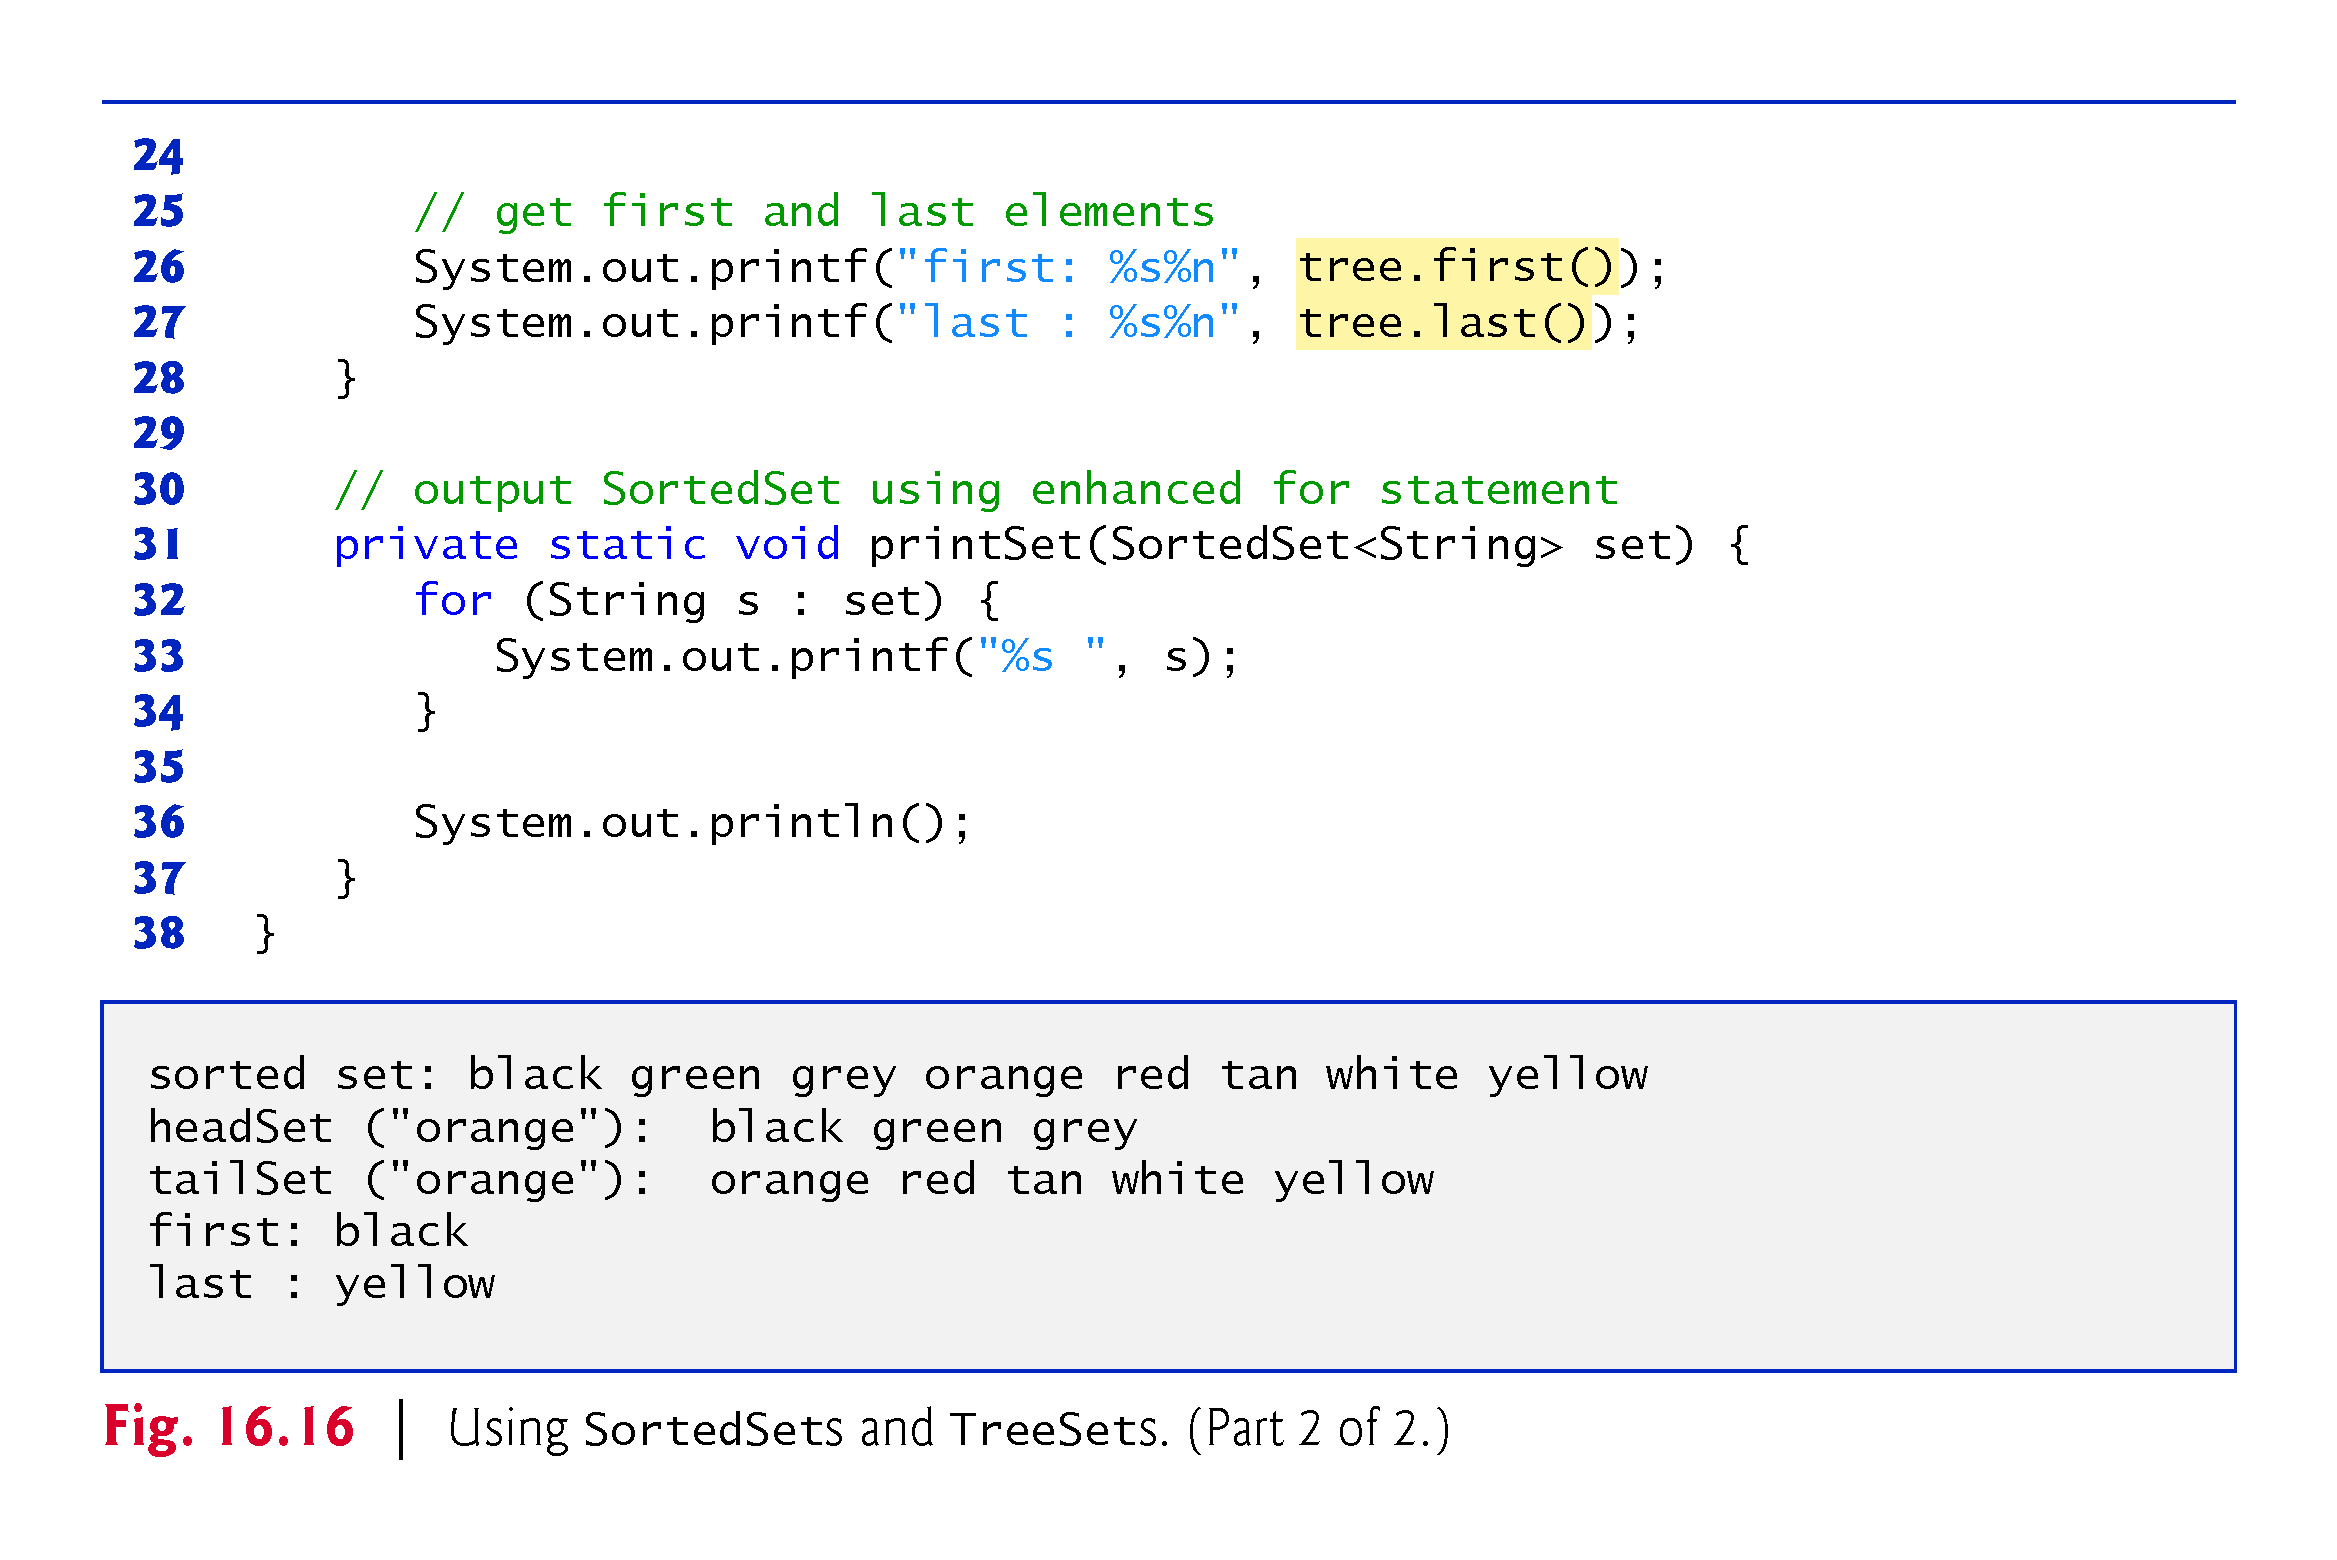 24
25 // get first and last elements
26 System.out.printf("first: %s%n", tree.first());
27 System.out.printf("last : %s%n", tree.last());
28 }
29
30 // output SortedSet using enhanced for statement
31 private static void printSet(SortedSet<String> set) {
32 for (String s : set) {
33 System.out.printf("%s ", s);
34 }
35
36 System.out.println();
37 }
38 }
sorted set: black green grey orange red tan white yellow
headSet ("orange"):  black green grey
tailSet ("orange"):  orange red tan white yellow
first: black
last : yellow
Fig. 16.16 | Using SortedSets and TreeSets. (Part 2 of 2.)